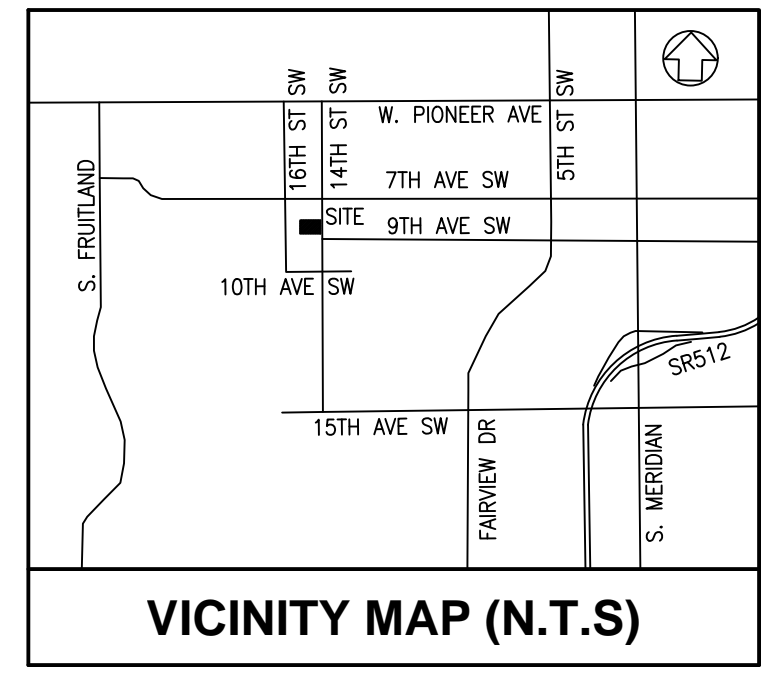 16TH ST SW
14TH ST SW
5TH ST SW
W. PIONEER AVE
S. FRUITLAND
7TH AVE SW
SITE
9TH AVE SW
10TH AVE SW
SR512
15TH AVE SW
FAIRVIEW DR
S. MERIDIAN
VICINITY MAP (N.T.S)